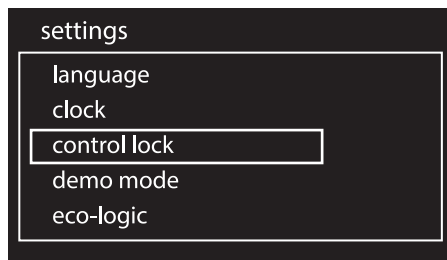 settings
language
clock
control lock
demo mode
eco-logic